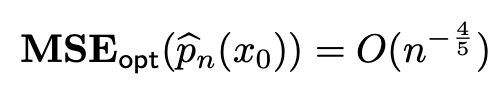 MSE_opt(p̂_n(x_0)) = O(n^{-4/5})